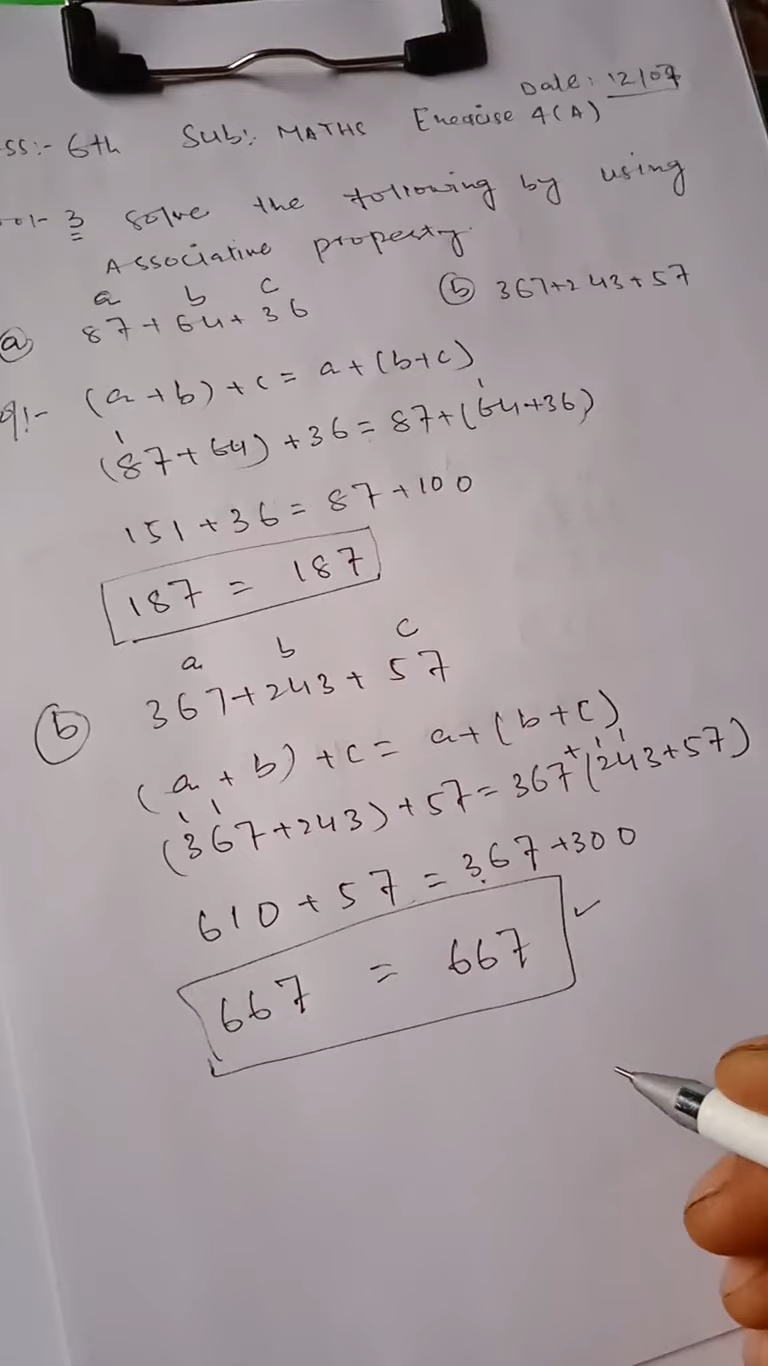 Date: 12/07
ss:- 6th Sub:- MATHS Exercise 4(A)
01- 3 Solve the following by using
Associative property.
a b c
(a) 87+64+36 (b) 367+243+57
(a+b)+c = a+(b+c)
(87+64)+36 = 87+(64+36)
151+36 = 87+100
187 = 187
a b c
(b) 367+243+57
(a+b)+c = a+(b+c)
(367+243)+57 = 367+(243+57)
610+57 = 367+300
667 = 667 ✓